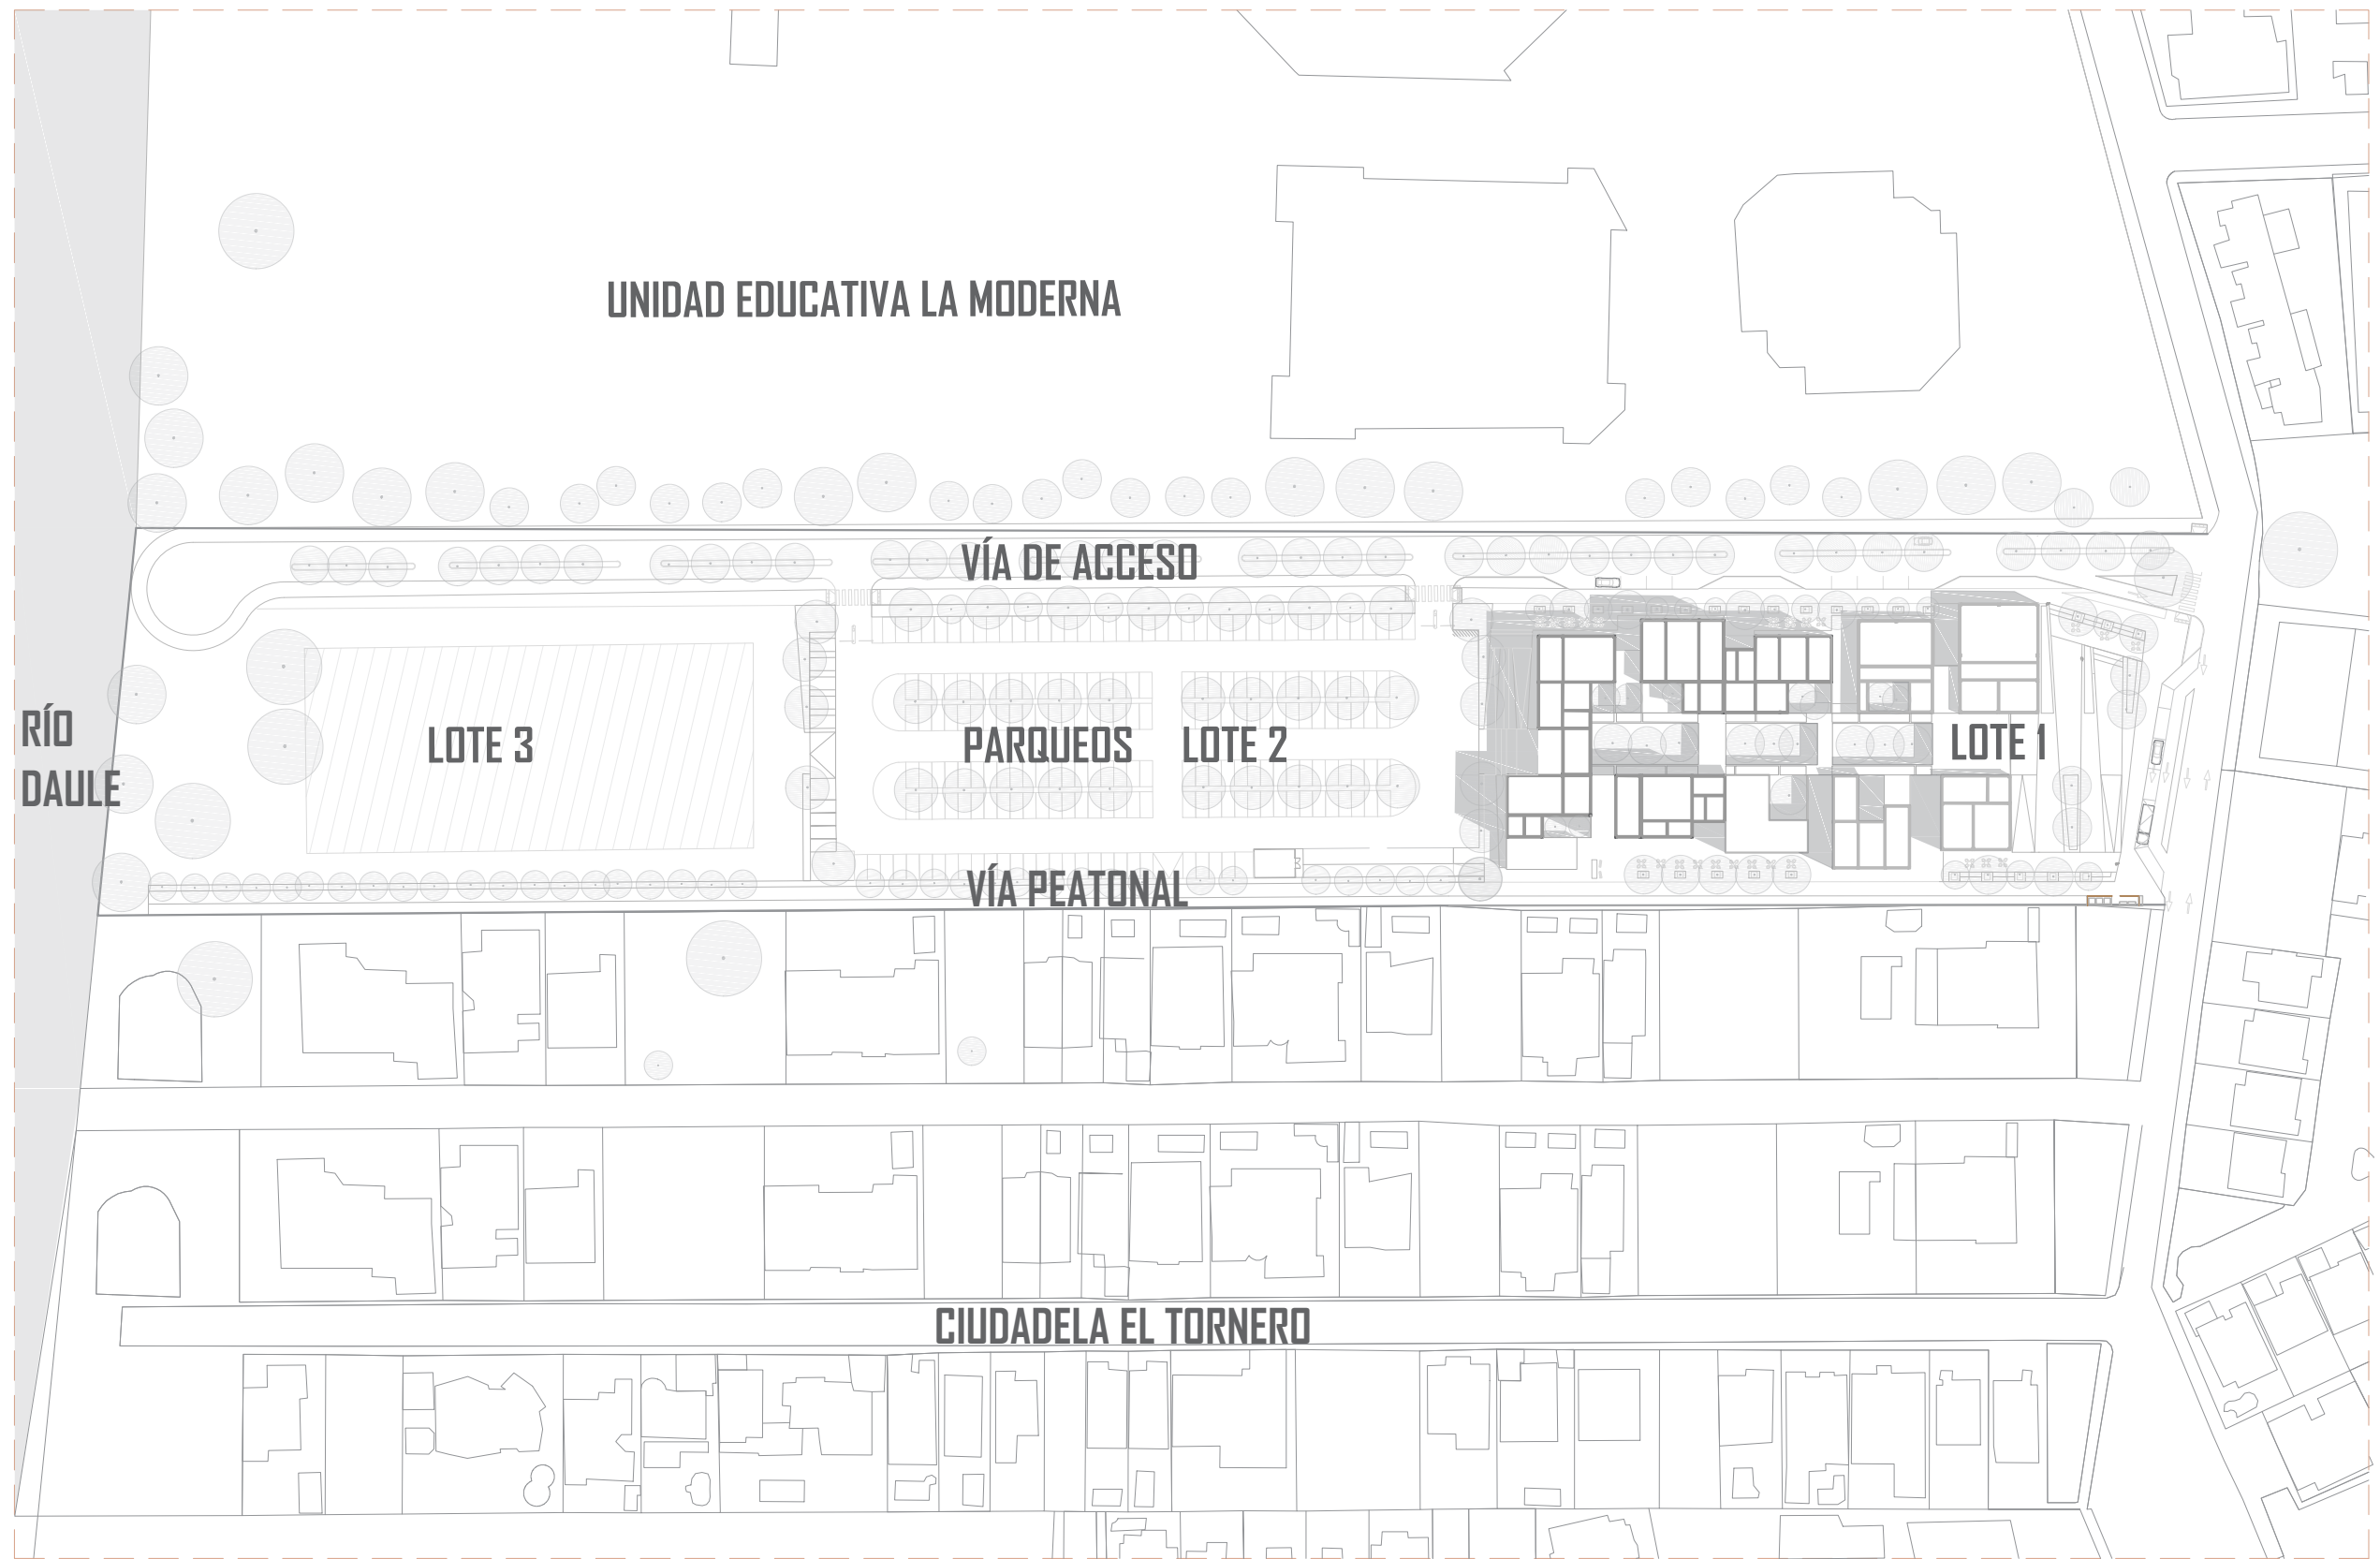 UNIDAD EDUCATIVA LA MODERNA
VÍA DE ACCESO
RÍO
DAULE
LOTE 3
PARQUEOS
LOTE 2
LOTE 1
VÍA PEATONAL
CIUDADELA EL TORNERO